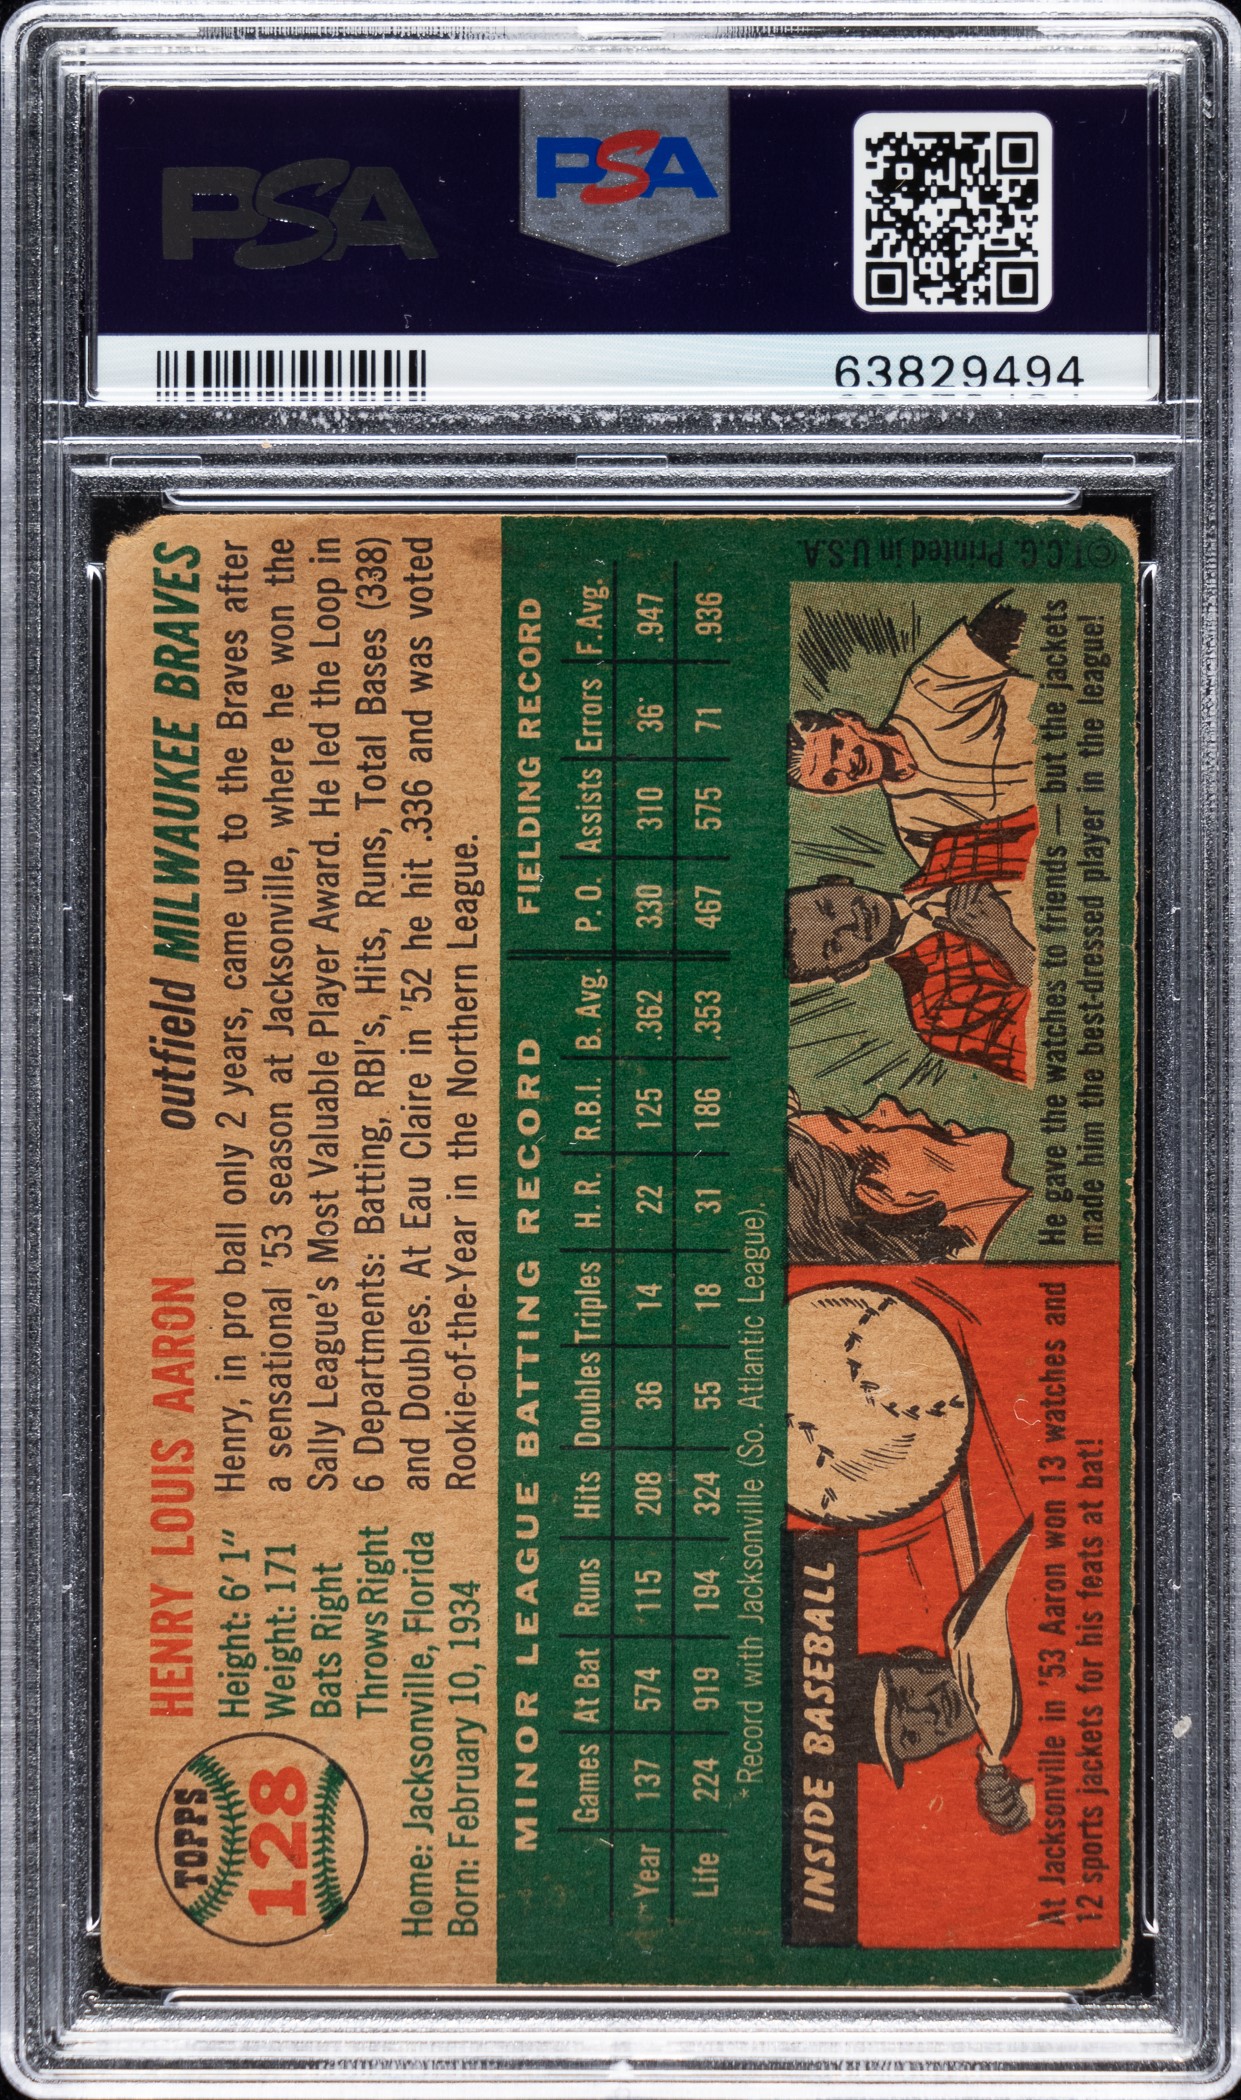 PSA
PSA
63829494
TOPPS
128
HENRY LOUIS AARON
outfield MILWAUKEE BRAVES
Height: 6' 1"
Weight: 171
Bats Right
Throws Right
Home: Jacksonville, Florida
Born: February 10, 1934
Henry, in pro ball only 2 years, came up to the Braves after
a sensational '53 season at Jacksonville, where he won the
Sally League's Most Valuable Player Award. He led the Loop in
6 Departments: Batting, RBI's, Hits, Runs, Total Bases (338)
and Doubles. At Eau Claire in '52 he hit .336 and was voted
Rookie-of-the-Year in the Northern League.
MINOR LEAGUE BATTING RECORD FIELDING RECORD
Games At Bat Runs Hits Doubles Triples H.R. R.B.I. B. Avg. P.O. Assists Errors F.Avg.
Year 137 574 115 208 36 14 22 125 .362 330 310 36 .947
Life 224 919 194 324 55 18 31 186 .353 467 575 71 .936
*Record with Jacksonville (So. Atlantic League).
INSIDE BASEBALL
At Jacksonville in '53 Aaron won 13 watches and
12 sports jackets for his feats at bat!
He gave the watches to friends — but the jackets
made him the best-dressed player in the league!
©T.C.G. Printed in U.S.A.